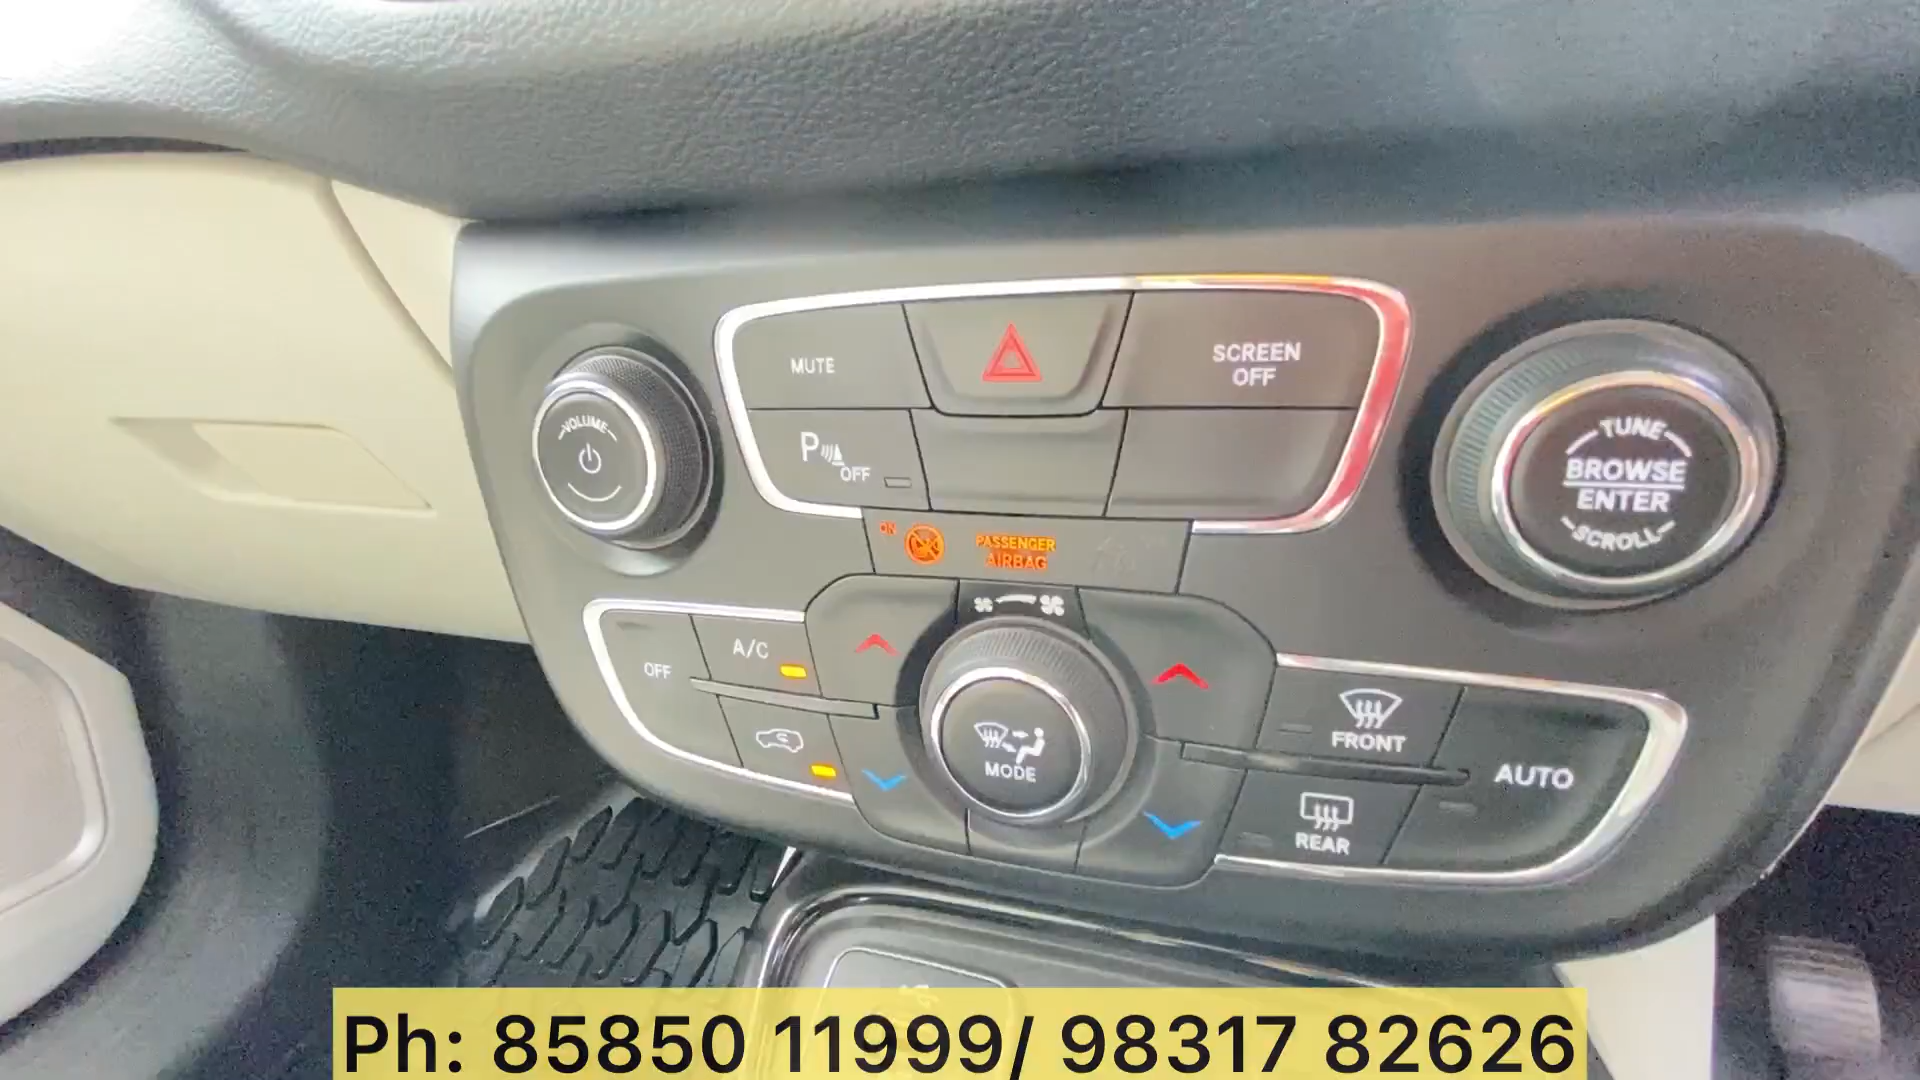 VOLUME
MUTE
SCREEN
OFF
P OFF
TUNE
BROWSE
ENTER
SCROLL
ON
PASSENGER
AIRBAG
OFF
A/C
MODE
FRONT
AUTO
REAR
Ph: 85850 11999/ 98317 82626